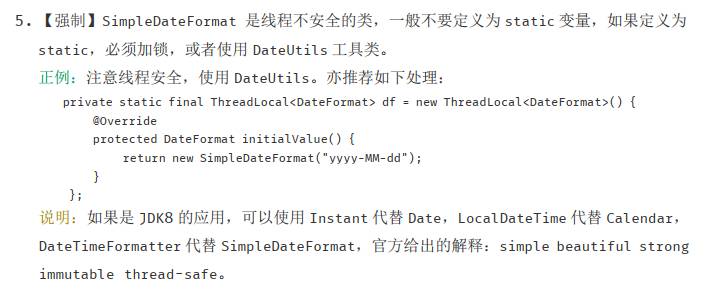 5. 【强制】SimpleDateFormat 是线程不安全的类，一般不要定义为 static 变量，如果定义为
static，必须加锁，或者使用 DateUtils 工具类。
正例：注意线程安全，使用 DateUtils。亦推荐如下处理：
private static final ThreadLocal<DateFormat> df = new ThreadLocal<DateFormat>() {
@Override
protected DateFormat initialValue() {
return new SimpleDateFormat("yyyy-MM-dd");
}
};
说明：如果是 JDK8 的应用，可以使用 Instant 代替 Date，LocalDateTime 代替 Calendar，
DateTimeFormatter 代替 SimpleDateFormat，官方给出的解释：simple beautiful strong
immutable thread-safe。